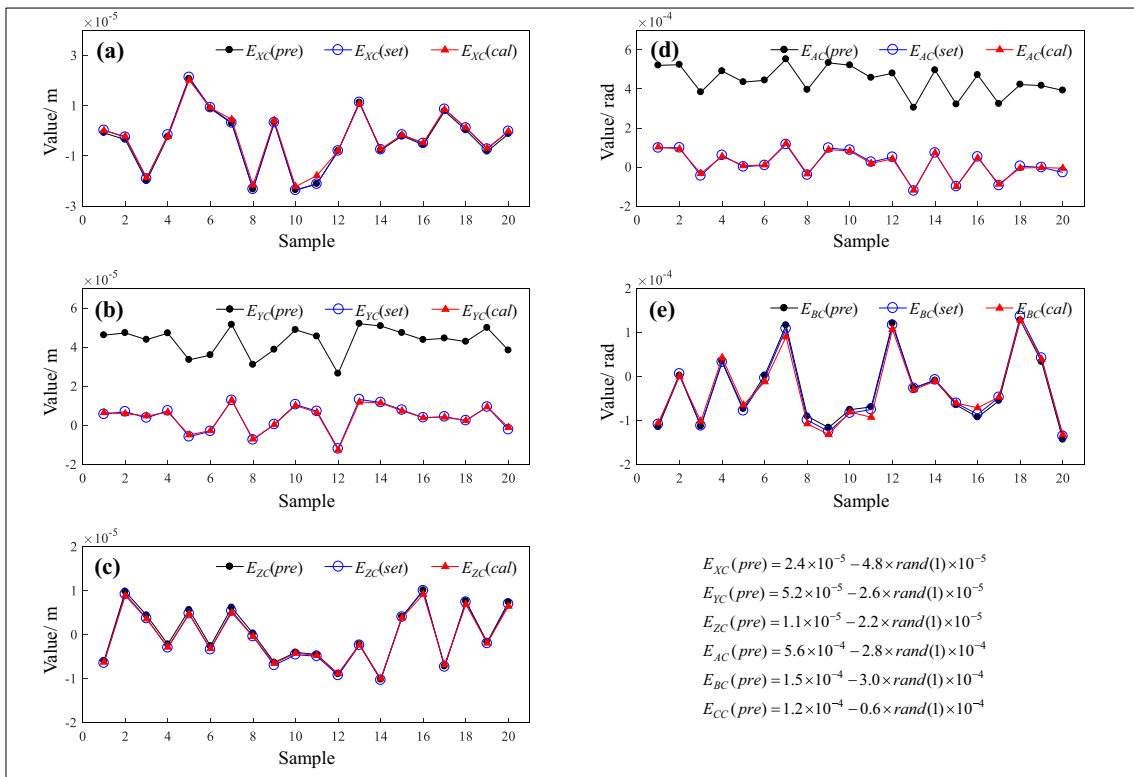 ×10⁻⁵
(a)
E_XC(pre) E_XC(set) E_XC(cal)
Value/ m
3
1
-1
-3
0 2 4 6 8 10 12 14 16 18 20
Sample
×10⁻⁵
(b)
E_YC(pre) E_YC(set) E_YC(cal)
Value/ m
6
4
2
0
-2
0 2 4 6 8 10 12 14 16 18 20
Sample
×10⁻⁵
(c)
E_ZC(pre) E_ZC(set) E_ZC(cal)
Value/ m
2
1
0
-1
-2
0 2 4 6 8 10 12 14 16 18 20
Sample
×10⁻⁴
(d)
E_AC(pre) E_AC(set) E_AC(cal)
Value/ rad
6
4
2
0
-2
0 2 4 6 8 10 12 14 16 18 20
Sample
×10⁻⁴
(e)
E_BC(pre) E_BC(set) E_BC(cal)
Value/ rad
2
1
0
-1
-2
0 2 4 6 8 10 12 14 16 18 20
Sample
E_XC(pre) = 2.4×10⁻⁵ − 4.8×rand(1)×10⁻⁵
E_YC(pre) = 5.2×10⁻⁵ − 2.6×rand(1)×10⁻⁵
E_ZC(pre) = 1.1×10⁻⁵ − 2.2×rand(1)×10⁻⁵
E_AC(pre) = 5.6×10⁻⁴ − 2.8×rand(1)×10⁻⁴
E_BC(pre) = 1.5×10⁻⁴ − 3.0×rand(1)×10⁻⁴
E_CC(pre) = 1.2×10⁻⁴ − 0.6×rand(1)×10⁻⁴